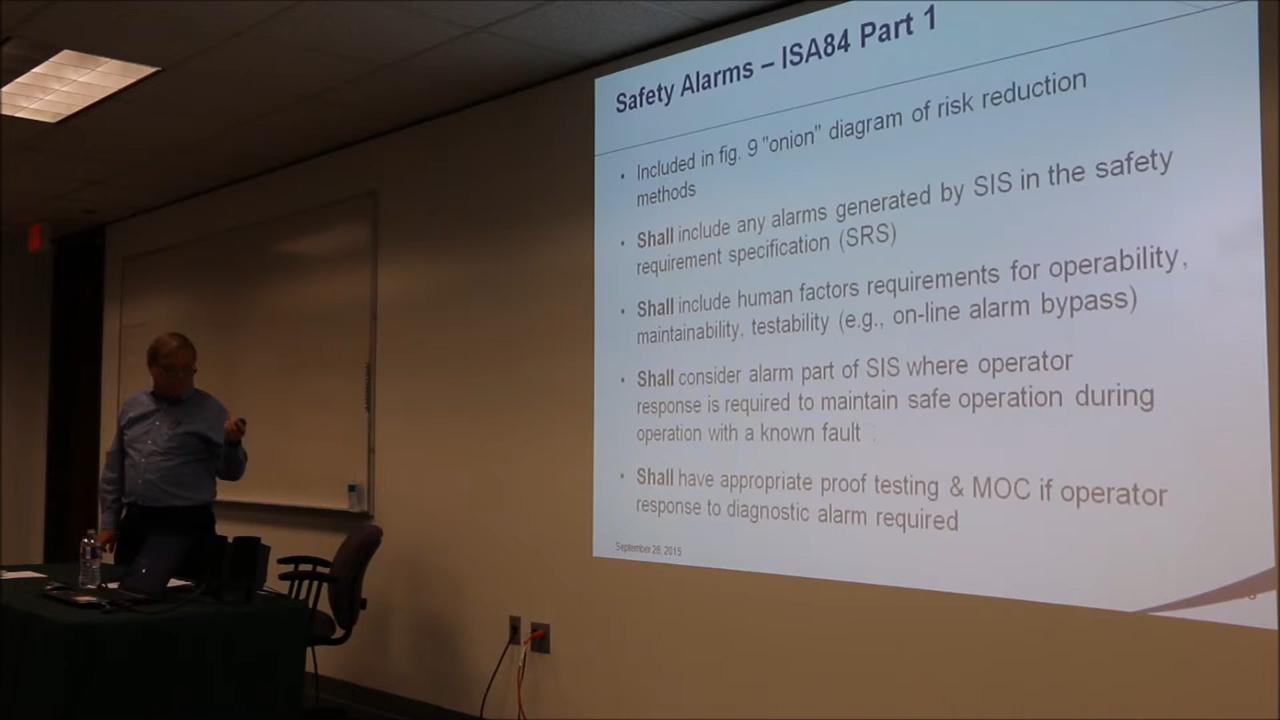 Safety Alarms – ISA84 Part 1
• Included in fig. 9 "onion" diagram of risk reduction
methods
• Shall include any alarms generated by SIS in the safety
requirement specification (SRS)
• Shall include human factors requirements for operability,
maintainability, testability (e.g., on-line alarm bypass)
• Shall consider alarm part of SIS where operator
response is required to maintain safe operation during
operation with a known fault
• Shall have appropriate proof testing & MOC if operator
response to diagnostic alarm required
September 28, 2015